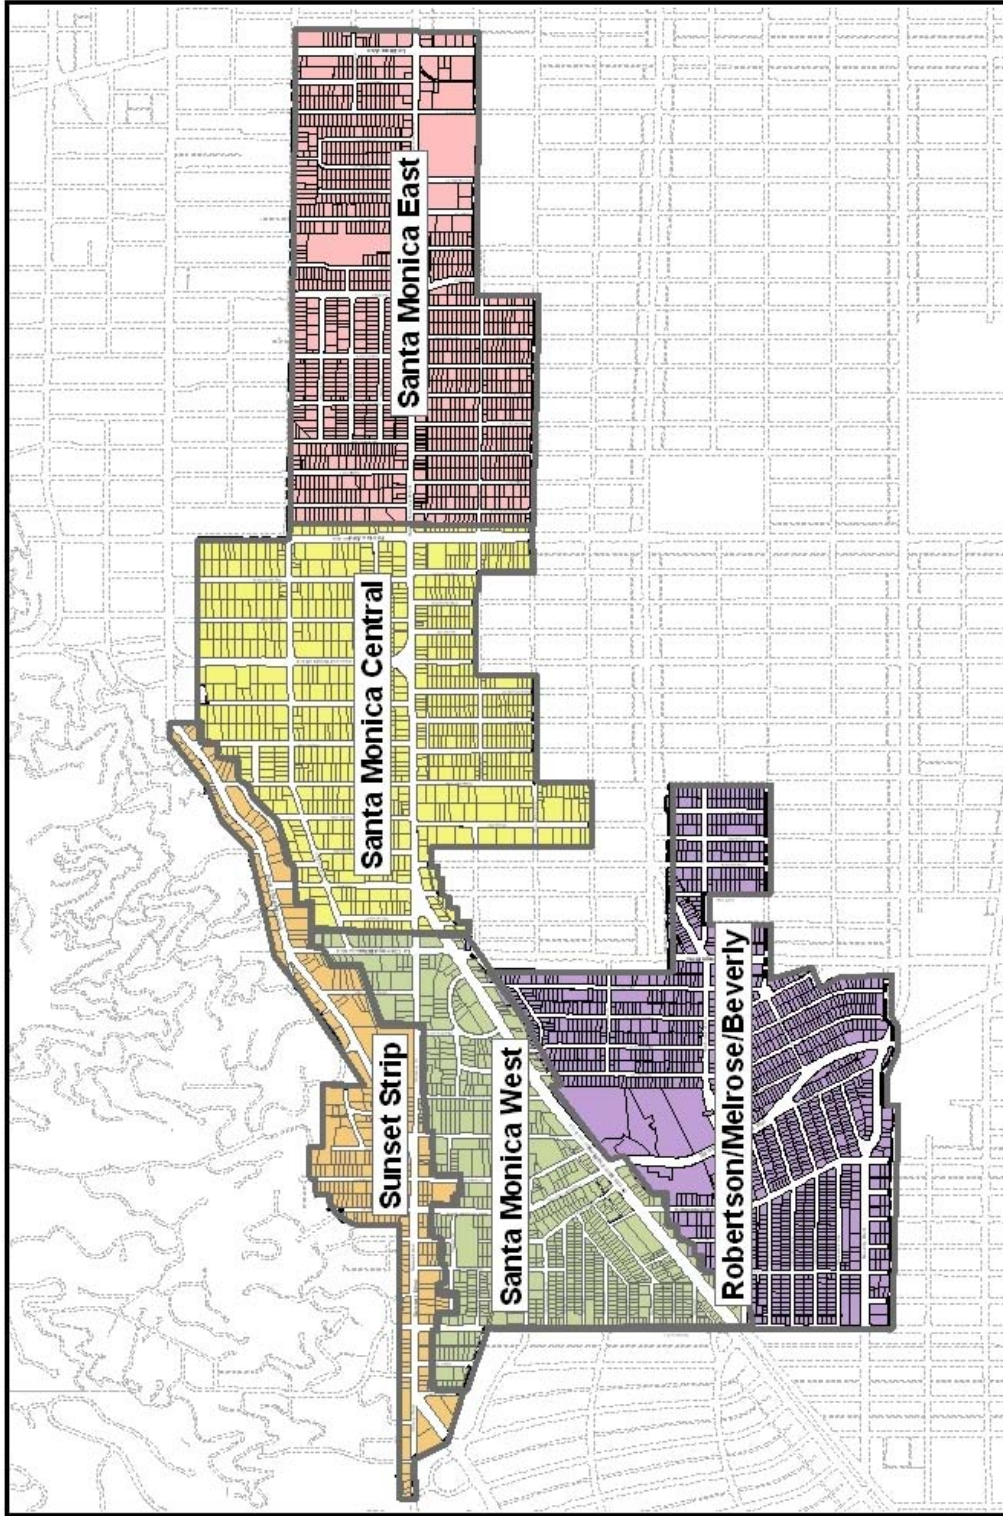 Santa Monica East
Santa Monica Central
Sunset Strip
Santa Monica West
Robertson/Melrose/Beverly